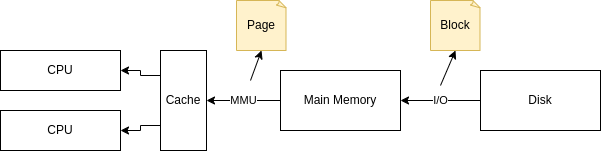 Page
Block
CPU
Cache
MMU
Main Memory
I/O
Disk
CPU